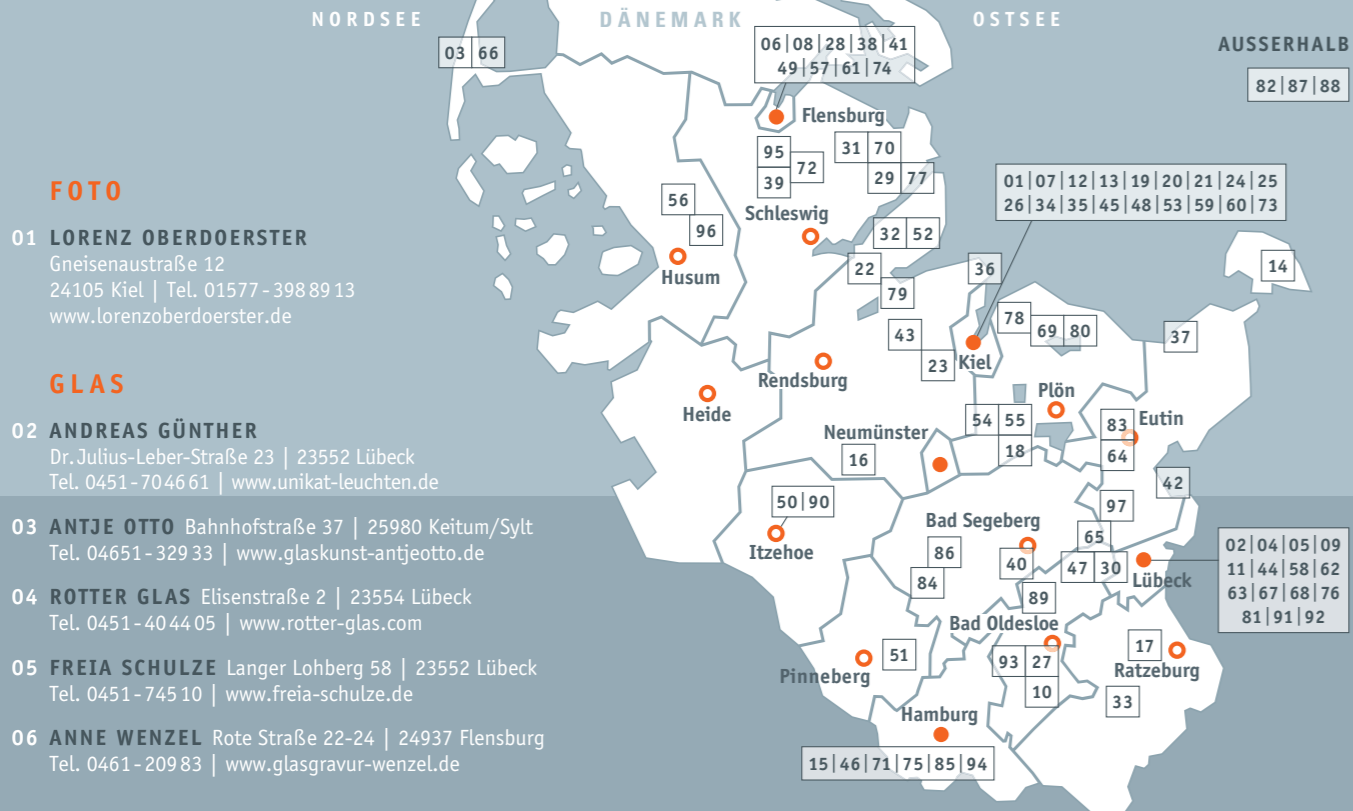 NORDSEE
DÄNEMARK
OSTSEE
AUSSERHALB
82|87|88
03|66
06|08|28|38|41
49|57|61|74
Flensburg
95
72
39
31 70
29 77
Schleswig
56
96
Husum
32 52
22
79
36
01|07|12|13|19|20|21|24|25
26|34|35|45|48|53|59|60|73
14
78
69 80
37
43
23
Kiel
Rendsburg
Heide
Plön
54 55
18
Eutin
83
64
Neumünster
16
42
97
50|90
Itzehoe
Bad Segeberg
86
84
40
65
47 30
Lübeck
02|04|05|09
11|44|58|62
63|67|68|76
81|91|92
89
Bad Oldesloe
93 27
10
17
Ratzeburg
33
51
Pinneberg
Hamburg
15|46|71|75|85|94
FOTO
01 LORENZ OBERDOERSTER
Gneisenaustraße 12
24105 Kiel | Tel. 01577-398 89 13
www.lorenzoberdoerster.de
GLAS
02 ANDREAS GÜNTHER
Dr. Julius-Leber-Straße 23 | 23552 Lübeck
Tel. 0451-70 46 61 | www.unikat-leuchten.de
03 ANTJE OTTO Bahnhofstraße 37 | 25980 Keitum/Sylt
Tel. 04651-329 33 | www.glaskunst-antjeotto.de
04 ROTTER GLAS Elisenstraße 2 | 23554 Lübeck
Tel. 0451-40 44 05 | www.rotter-glas.com
05 FREIA SCHULZE Langer Lohberg 58 | 23552 Lübeck
Tel. 0451-745 10 | www.freia-schulze.de
06 ANNE WENZEL Rote Straße 22-24 | 24937 Flensburg
Tel. 0461-209 83 | www.glasgravur-wenzel.de